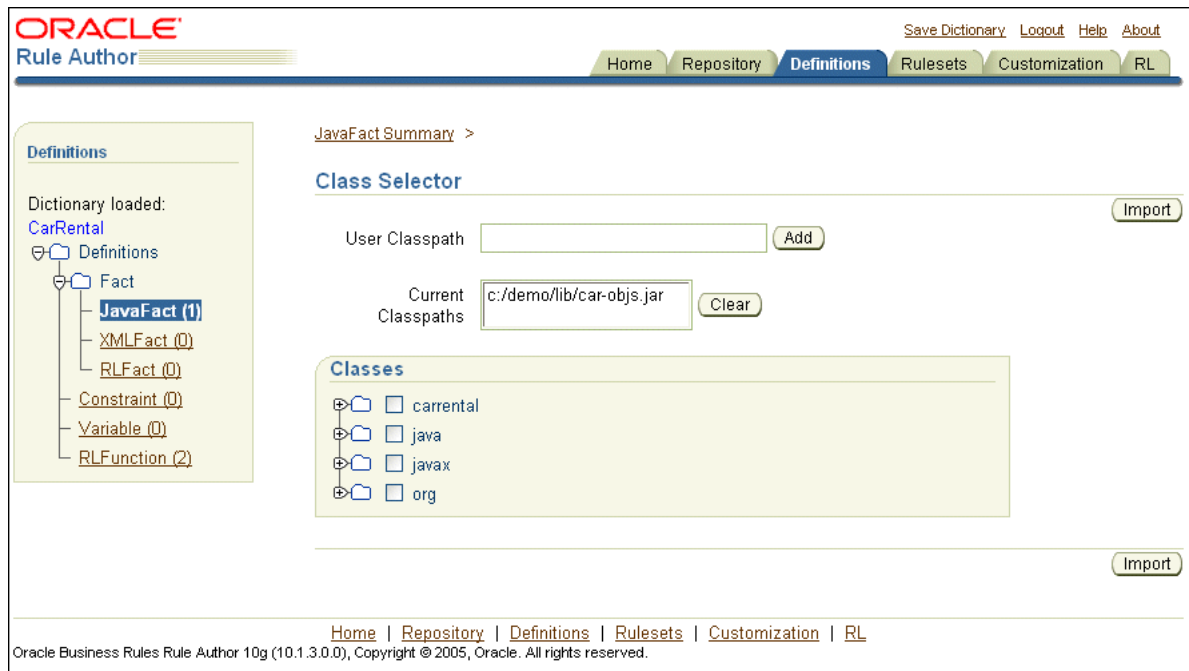 ORACLE
Save Dictionary Logout Help About
Rule Author
Home Repository Definitions Rulesets Customization RL
Definitions
Dictionary loaded:
CarRental
Definitions
Fact
JavaFact (1)
XMLFact (0)
RLFact (0)
Constraint (0)
Variable (0)
RLFunction (2)
JavaFact Summary >
Class Selector
Import
User Classpath Add
Current
Classpaths
c:/demo/lib/car-objs.jar
Clear
Classes
carrental
java
javax
org
Import
Home | Repository | Definitions | Rulesets | Customization | RL
Oracle Business Rules Rule Author 10g (10.1.3.0.0), Copyright © 2005, Oracle. All rights reserved.